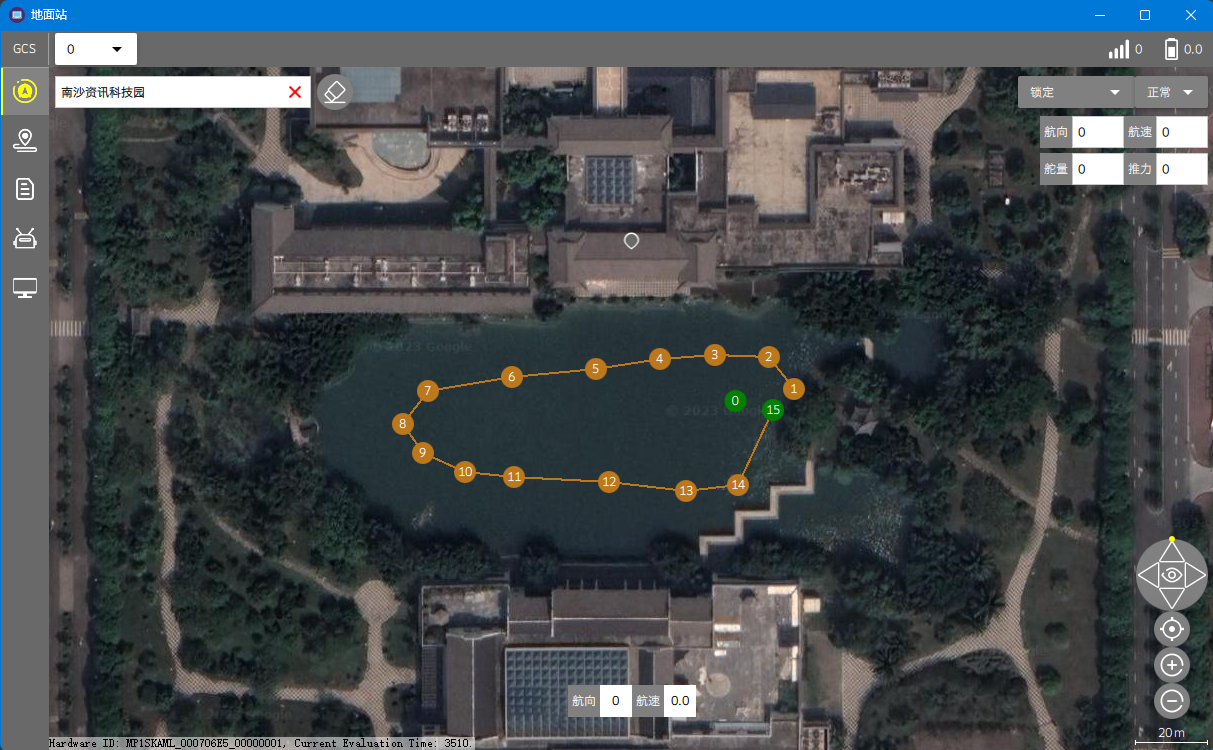 地面站
GCS 0 0 0.0
南沙资讯科技园
锁定 正常
航向 0 航速 0
舵量 0 推力 0
© 2023 Google
3
2
4
5
6
1
7
0
© 2023 Google
15
8
9
10
11
12
14
13
航向 0 航速 0.0
20 m
Hardware ID: MP1SKAML_000706E5_00000001, Current Evaluation Time: 3510.